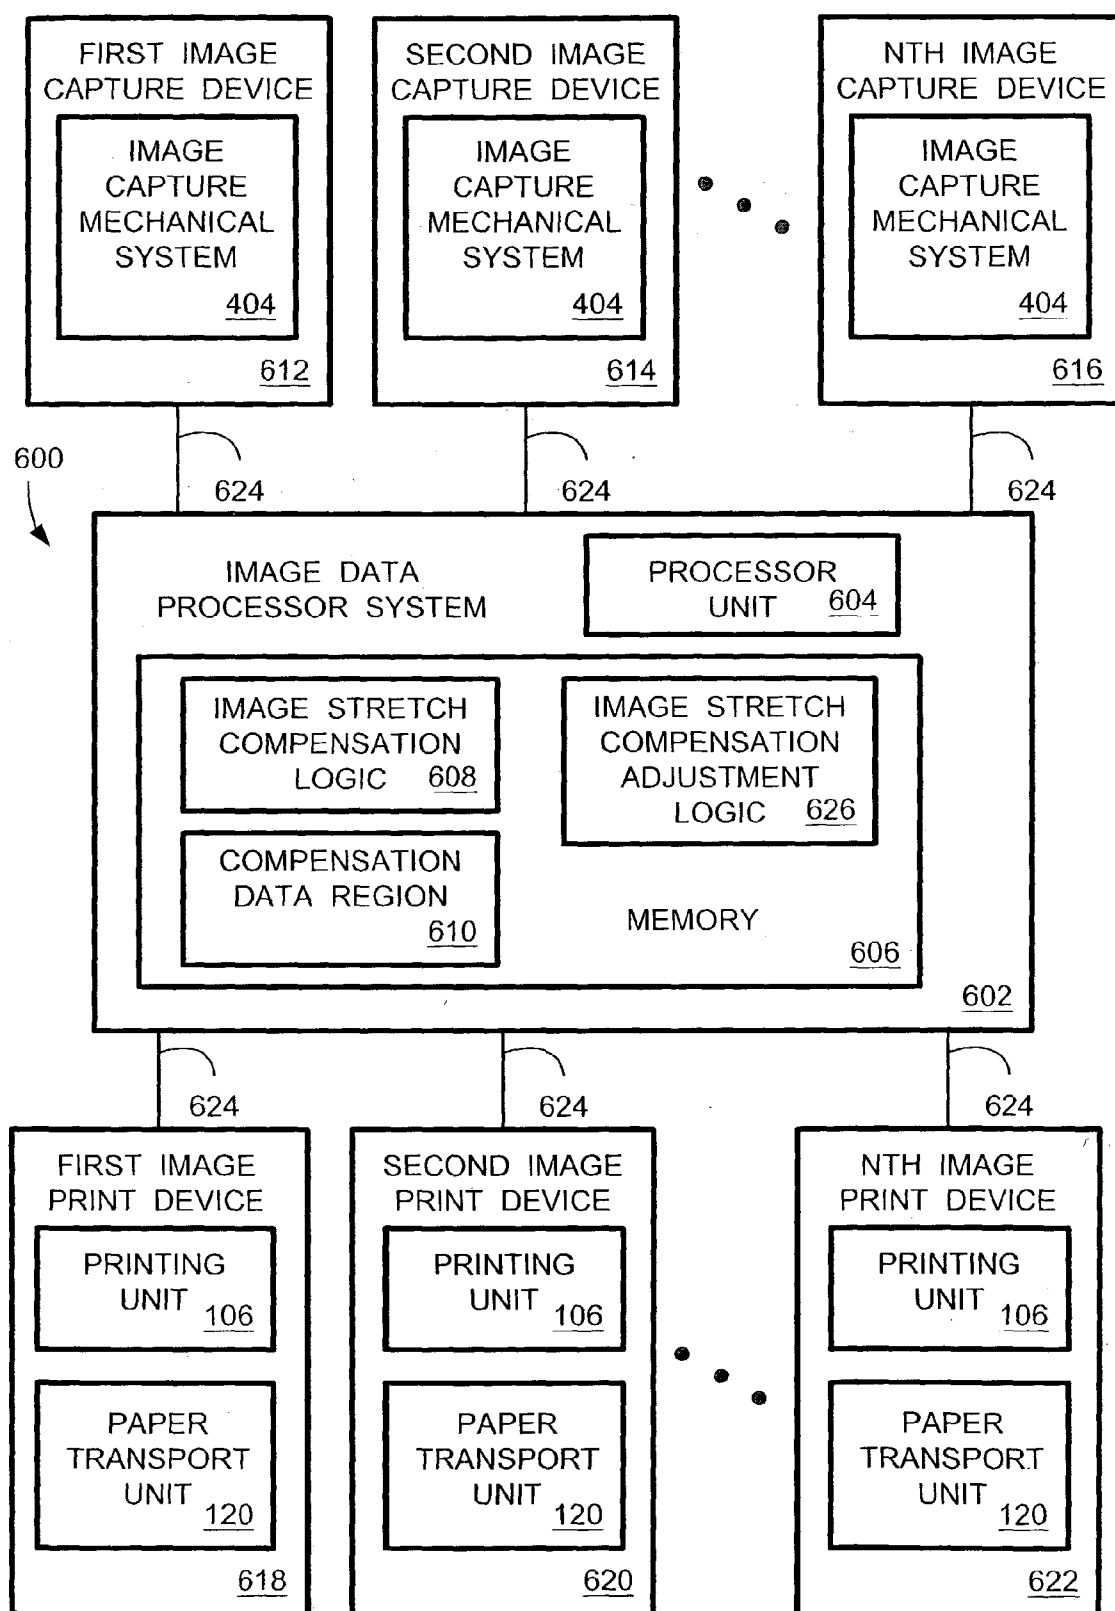 FIRST IMAGE
CAPTURE DEVICE
IMAGE
CAPTURE
MECHANICAL
SYSTEM
404
612
SECOND IMAGE
CAPTURE DEVICE
IMAGE
CAPTURE
MECHANICAL
SYSTEM
404
614
NTH IMAGE
CAPTURE DEVICE
IMAGE
CAPTURE
MECHANICAL
SYSTEM
404
616
600
624
624
624
IMAGE DATA
PROCESSOR SYSTEM
PROCESSOR
UNIT 604
IMAGE STRETCH
COMPENSATION
LOGIC 608
IMAGE STRETCH
COMPENSATION
ADJUSTMENT
LOGIC 626
COMPENSATION
DATA REGION
610
MEMORY
606
602
624
624
624
FIRST IMAGE
PRINT DEVICE
PRINTING
UNIT 106
PAPER
TRANSPORT
UNIT 120
618
SECOND IMAGE
PRINT DEVICE
PRINTING
UNIT 106
PAPER
TRANSPORT
UNIT 120
620
NTH IMAGE
PRINT DEVICE
PRINTING
UNIT 106
PAPER
TRANSPORT
UNIT 120
622